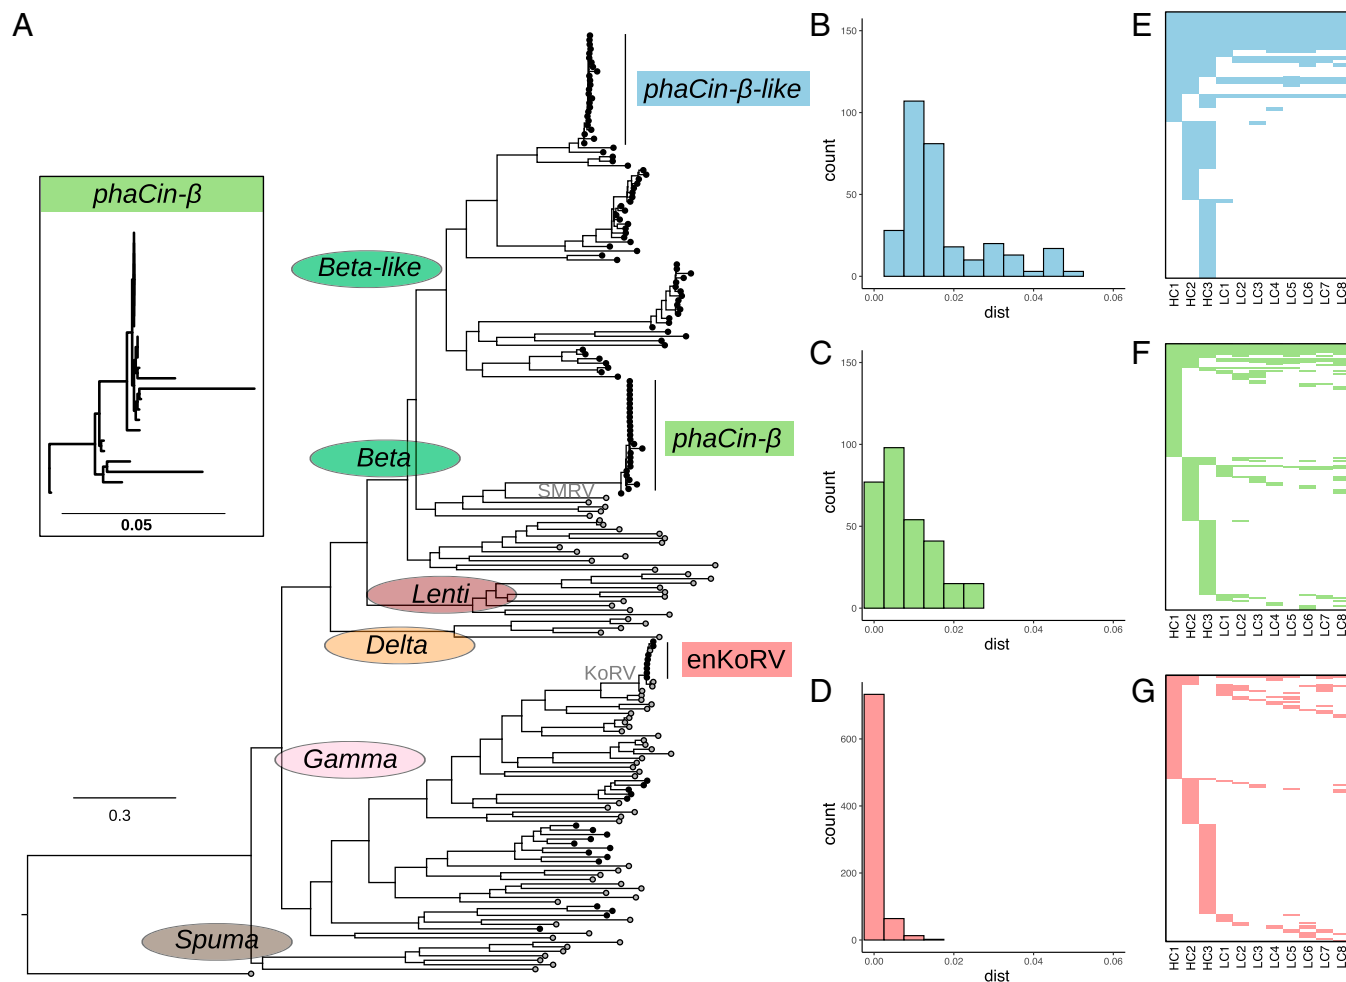 A
phaCin-β-like
phaCin-β
0.05
Beta-like
Beta
phaCin-β
SMRV
Lenti
Delta
KoRV
enKoRV
Gamma
0.3
Spuma
B
150
100
50
0
count
0.00 0.02 0.04 0.06
dist
C
150
100
50
0
count
0.00 0.02 0.04 0.06
dist
D
600
400
200
0
count
0.00 0.02 0.04 0.06
dist
E
HC1 HC2 HC3 LC1 LC2 LC3 LC4 LC5 LC6 LC7 LC8
F
HC1 HC2 HC3 LC1 LC2 LC3 LC4 LC5 LC6 LC7 LC8
G
HC1 HC2 HC3 LC1 LC2 LC3 LC4 LC5 LC6 LC7 LC8